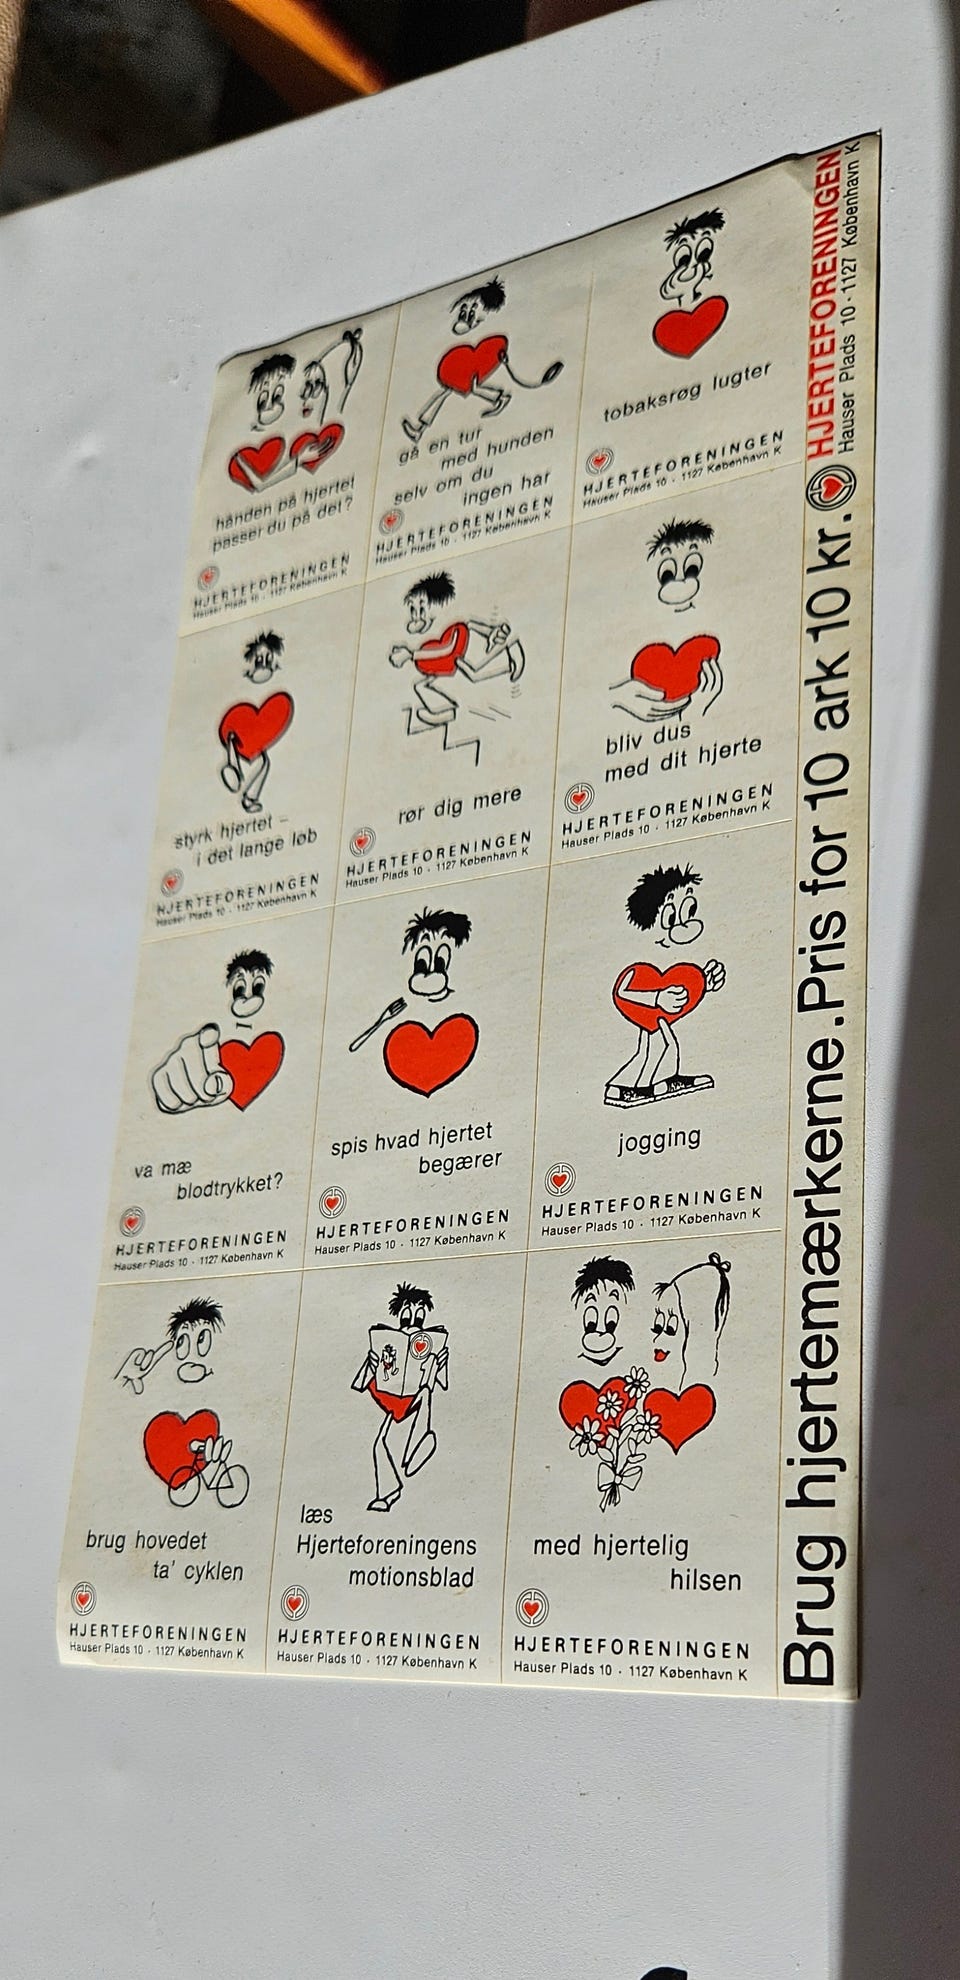 hånden på hjertet
passer du på det?
HJERTEFORENINGEN
Hauser Plads 10 · 1127 København K
gå en tur
med hunden
selv om du
ingen har
HJERTEFORENINGEN
Hauser Plads 10 · 1127 København K
tobaksrøg lugter
HJERTEFORENINGEN
Hauser Plads 10 · 1127 København K
styrk hjertet –
i det lange løb
HJERTEFORENINGEN
Hauser Plads 10 · 1127 København K
rør dig mere
HJERTEFORENINGEN
Hauser Plads 10 · 1127 København K
bliv dus
med dit hjerte
HJERTEFORENINGEN
Hauser Plads 10 · 1127 København K
va mæ
blodtrykket?
HJERTEFORENINGEN
Hauser Plads 10 · 1127 København K
spis hvad hjertet
begærer
HJERTEFORENINGEN
Hauser Plads 10 · 1127 København K
jogging
HJERTEFORENINGEN
Hauser Plads 10 · 1127 København K
brug hovedet
ta' cyklen
HJERTEFORENINGEN
Hauser Plads 10 · 1127 København K
læs
Hjerteforeningens
motionsblad
HJERTEFORENINGEN
Hauser Plads 10 · 1127 København K
med hjertelig
hilsen
HJERTEFORENINGEN
Hauser Plads 10 · 1127 København K
Brug hjertemærkerne. Pris for 10 ark 10 kr.
HJERTEFORENINGEN
Hauser Plads 10 · 1127 København K